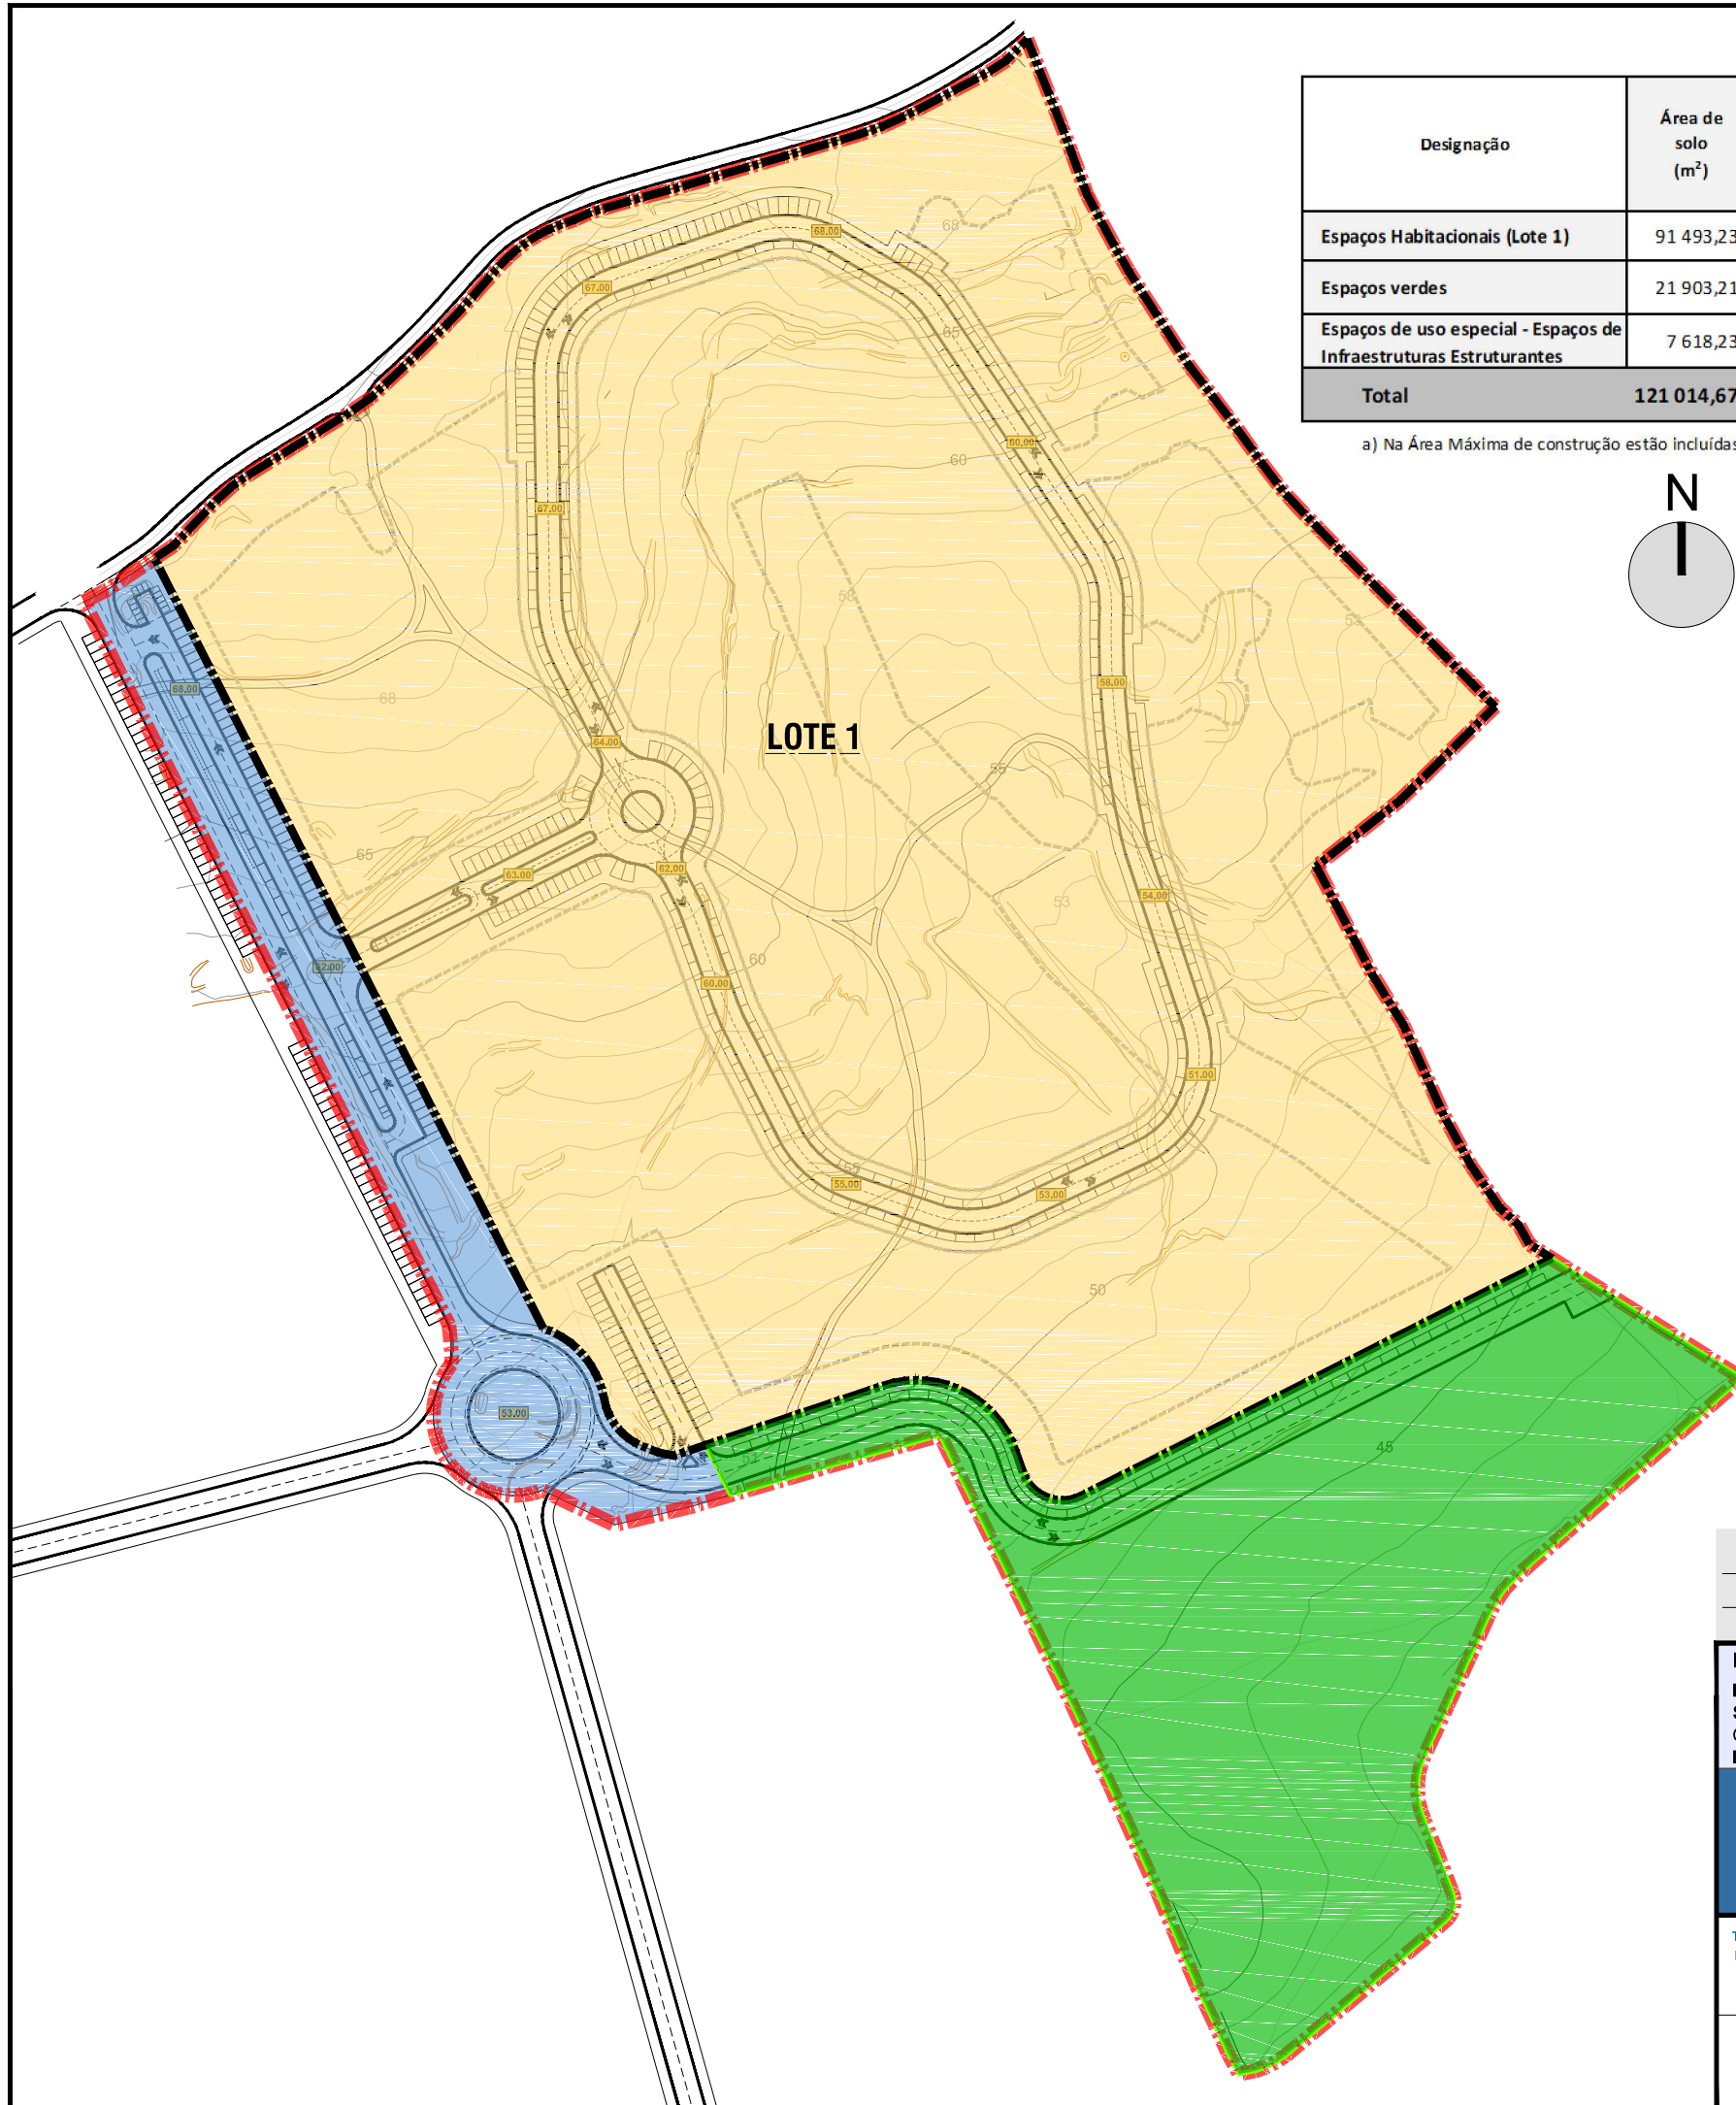 Designação
Área de
solo
(m²)
Espaços Habitacionais (Lote 1)
91 493,23
Espaços verdes
21 903,21
Espaços de uso especial - Espaços de
Infraestruturas Estruturantes
7 618,23
Total
121 014,67
a) Na Área Máxima de construção estão incluídas
N
68
68.00
67.00
65
60.00
60
67.00
58
53
68.00
68
58.00
LOTE 1
64.00
55
65
62.00
63.00
54.00
53
60
62.00
60.00
51.00
55
55.00
53.00
50
53.00
45